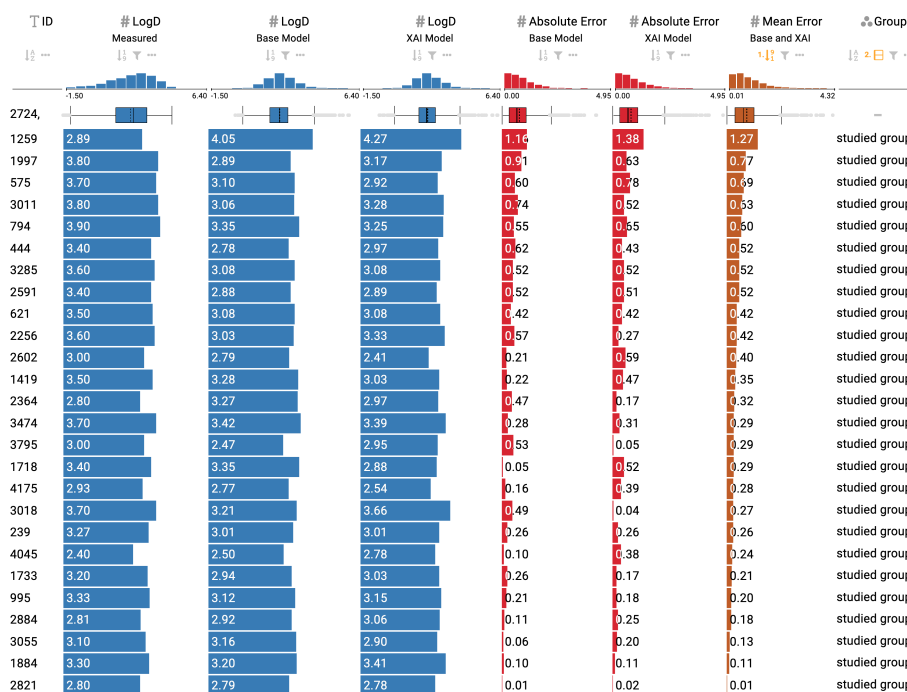 ID # LogD # LogD # LogD # Absolute Error # Absolute Error # Mean Error Group
Measured Base Model XAI Model Base Model XAI Model Base and XAI
-1.50 6.40 -1.50 6.40 -1.50 6.40 0.00 4.95 0.00 4.95 0.01 4.32
2724,
1259 2.89 4.05 4.27 1.16 1.38 1.27 studied group
1997 3.80 2.89 3.17 0.91 0.63 0.77 studied group
575 3.70 3.10 2.92 0.60 0.78 0.69 studied group
3011 3.80 3.06 3.28 0.74 0.52 0.63 studied group
794 3.90 3.35 3.25 0.55 0.65 0.60 studied group
444 3.40 2.78 2.97 0.62 0.43 0.52 studied group
3285 3.60 3.08 3.08 0.52 0.52 0.52 studied group
2591 3.40 2.88 2.89 0.52 0.51 0.52 studied group
621 3.50 3.08 3.08 0.42 0.42 0.42 studied group
2256 3.60 3.03 3.33 0.57 0.27 0.42 studied group
2602 3.00 2.79 2.41 0.21 0.59 0.40 studied group
1419 3.50 3.28 3.03 0.22 0.47 0.35 studied group
2364 2.80 3.27 2.97 0.47 0.17 0.32 studied group
3474 3.70 3.42 3.39 0.28 0.31 0.29 studied group
3795 3.00 2.47 2.95 0.53 0.05 0.29 studied group
1718 3.40 3.35 2.88 0.05 0.52 0.29 studied group
4175 2.93 2.77 2.54 0.16 0.39 0.28 studied group
3018 3.70 3.21 3.66 0.49 0.04 0.27 studied group
239 3.27 3.01 3.01 0.26 0.26 0.26 studied group
4045 2.40 2.50 2.78 0.10 0.38 0.24 studied group
1733 3.20 2.94 3.03 0.26 0.17 0.21 studied group
995 3.33 3.12 3.15 0.21 0.18 0.20 studied group
2884 2.81 2.92 3.06 0.11 0.25 0.18 studied group
3055 3.10 3.16 2.90 0.06 0.20 0.13 studied group
1884 3.30 3.20 3.41 0.10 0.11 0.11 studied group
2821 2.80 2.79 2.78 0.01 0.02 0.01 studied group